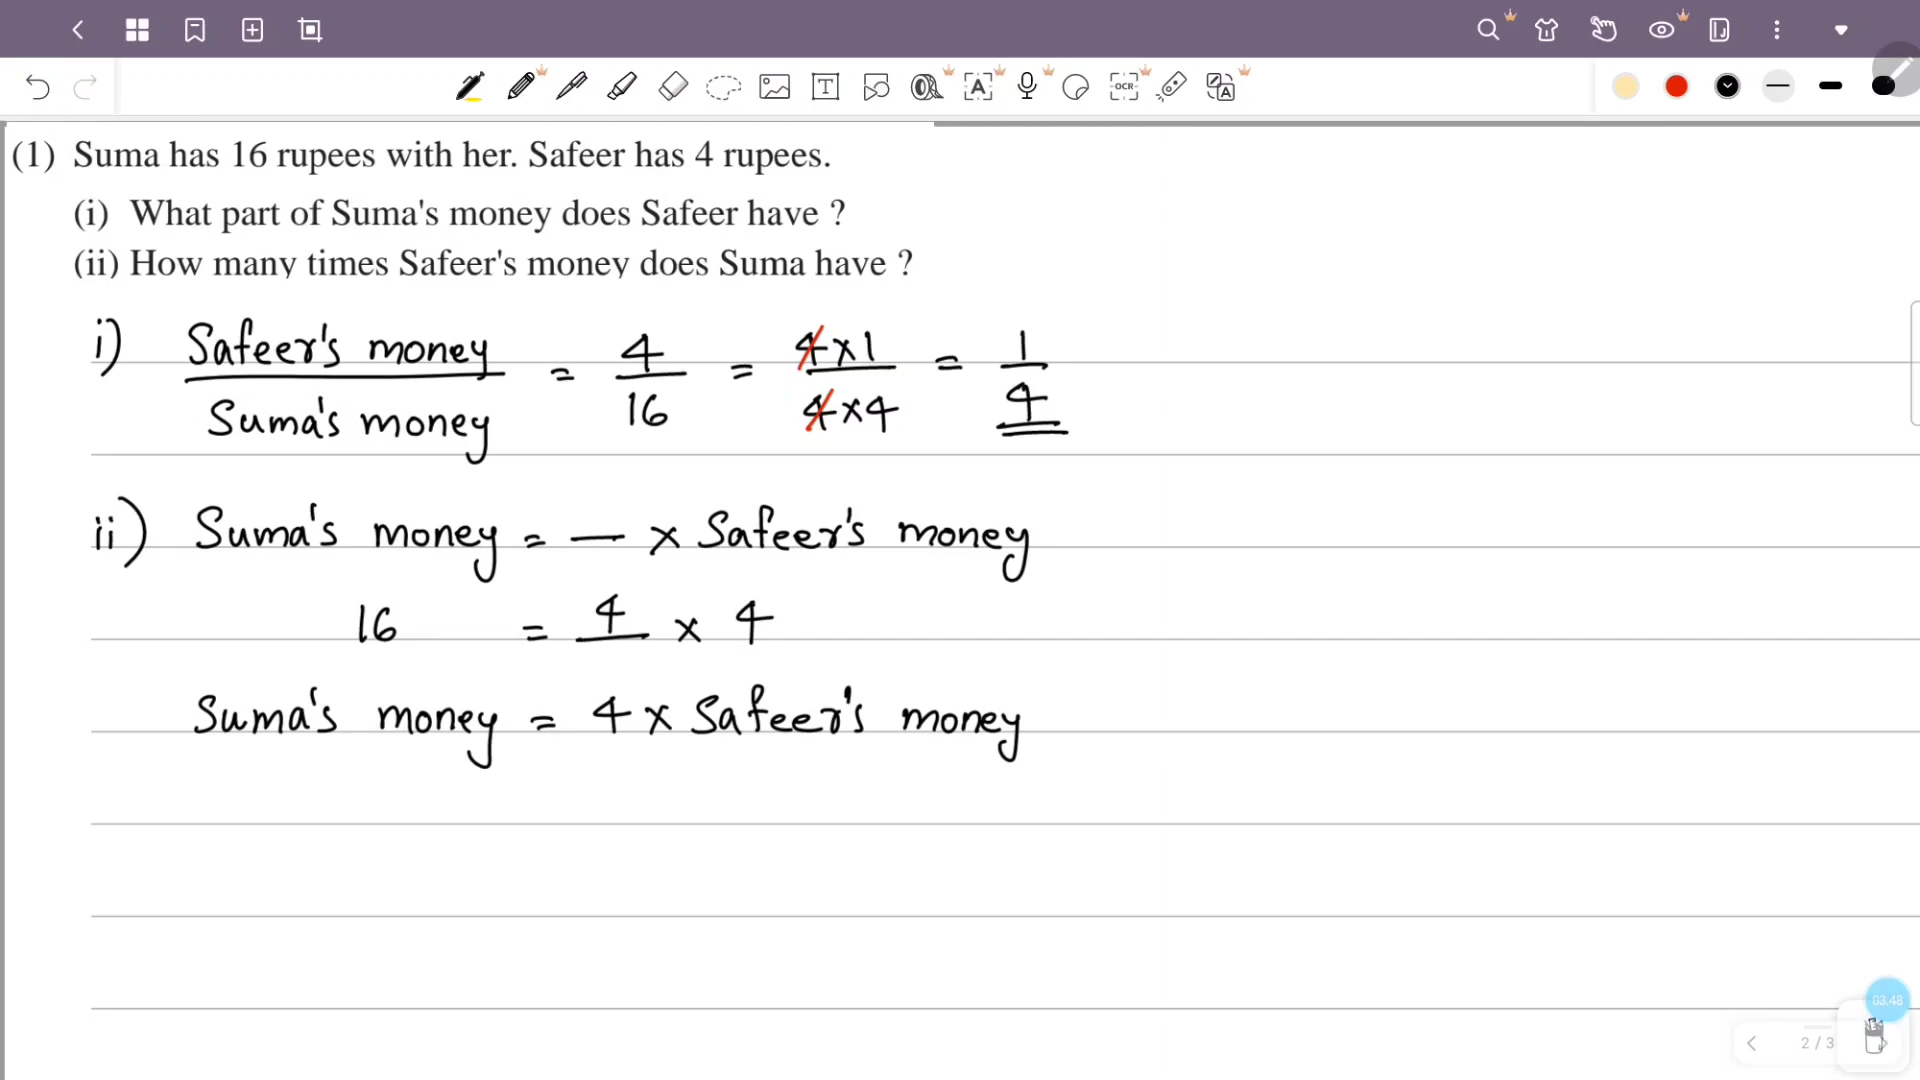 (1) Suma has 16 rupees with her. Safeer has 4 rupees.
(i) What part of Suma's money does Safeer have ?
(ii) How many times Safeer's money does Suma have ?
i) Safeer's money / Suma's money = 4/16 = 4×1 / 4×4 = 1/4
ii) Suma's money = — × Safeer's money
16 = 4 × 4
Suma's money = 4 × Safeer's money
03:48
2 / 3